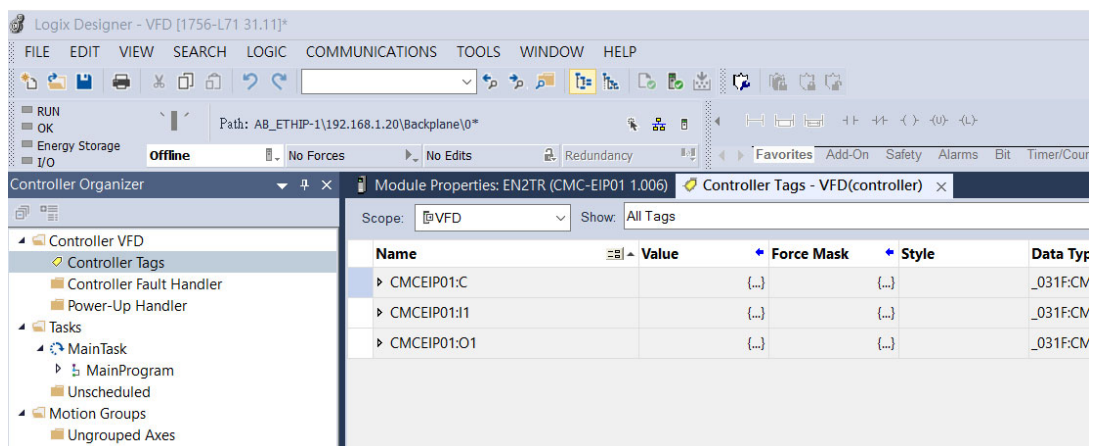 Logix Designer - VFD [1756-L71 31.11]*
FILE EDIT VIEW SEARCH LOGIC COMMUNICATIONS TOOLS WINDOW HELP
RUN
OK
Energy Storage
I/O
Path: AB_ETHIP-1\192.168.1.20\Backplane\0*
Offline No Forces No Edits Redundancy
Favorites Add-On Safety Alarms Bit Timer/Cour
Controller Organizer
Module Properties: EN2TR (CMC-EIP01 1.006) Controller Tags - VFD(controller)
Scope: VFD Show: All Tags
Controller VFD
Controller Tags
Controller Fault Handler
Power-Up Handler
Tasks
MainTask
MainProgram
Unscheduled
Motion Groups
Ungrouped Axes
Name Value Force Mask Style Data Typ
CMCEIP01:C {...} {...} _031F:CM
CMCEIP01:I1 {...} {...} _031F:CM
CMCEIP01:O1 {...} {...} _031F:CM